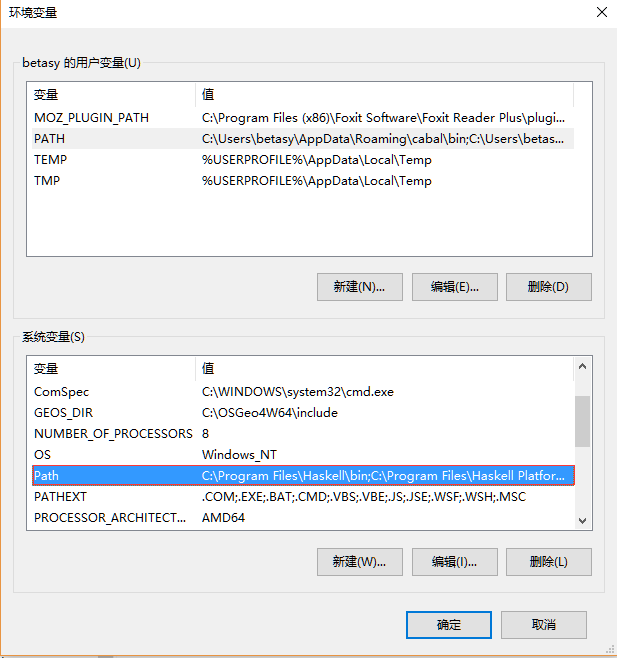 环境变量
betasy 的用户变量(U)
变量 值
MOZ_PLUGIN_PATH C:\Program Files (x86)\Foxit Software\Foxit Reader Plus\plugi...
PATH C:\Users\betasy\AppData\Roaming\cabal\bin;C:\Users\betas...
TEMP %USERPROFILE%\AppData\Local\Temp
TMP %USERPROFILE%\AppData\Local\Temp
新建(N)... 编辑(E)... 删除(D)
系统变量(S)
变量 值
ComSpec C:\WINDOWS\system32\cmd.exe
GEOS_DIR C:\OSGeo4W64\include
NUMBER_OF_PROCESSORS 8
OS Windows_NT
Path C:\Program Files\Haskell\bin;C:\Program Files\Haskell Platfor...
PATHEXT .COM;.EXE;.BAT;.CMD;.VBS;.VBE;.JS;.JSE;.WSF;.WSH;.MSC
PROCESSOR_ARCHITECT... AMD64
新建(W)... 编辑(I)... 删除(L)
确定 取消